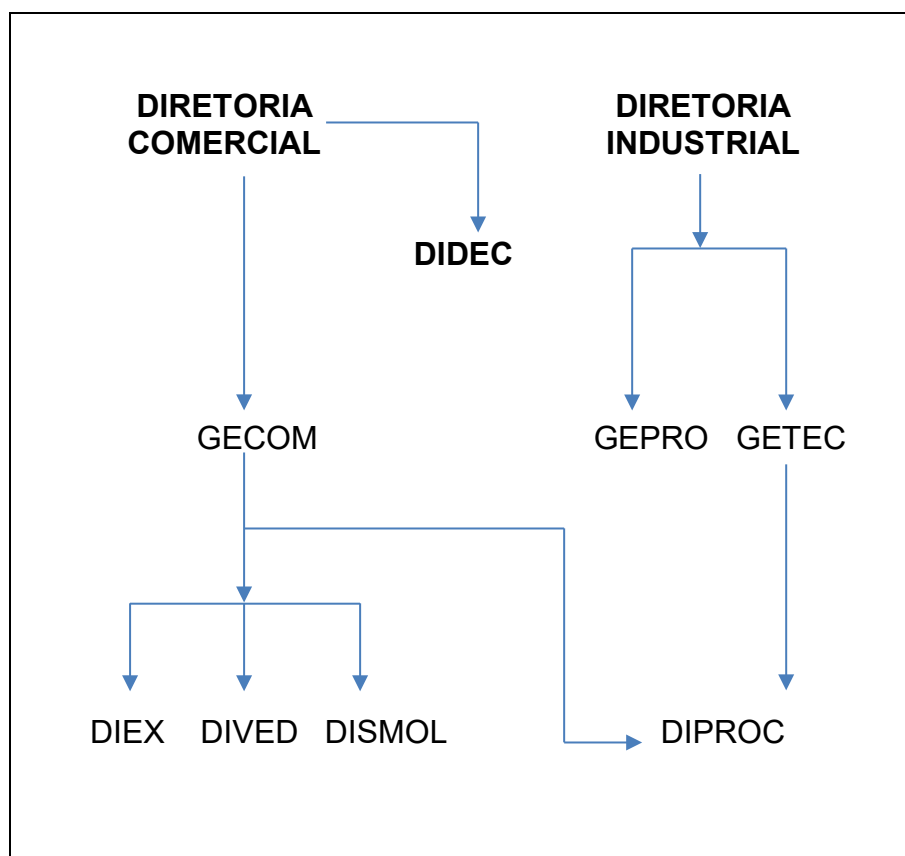 DIRETORIA
COMERCIAL
DIRETORIA
INDUSTRIAL
DIDEC
GECOM
GEPRO
GETEC
DIEX
DIVED
DISMOL
DIPROC